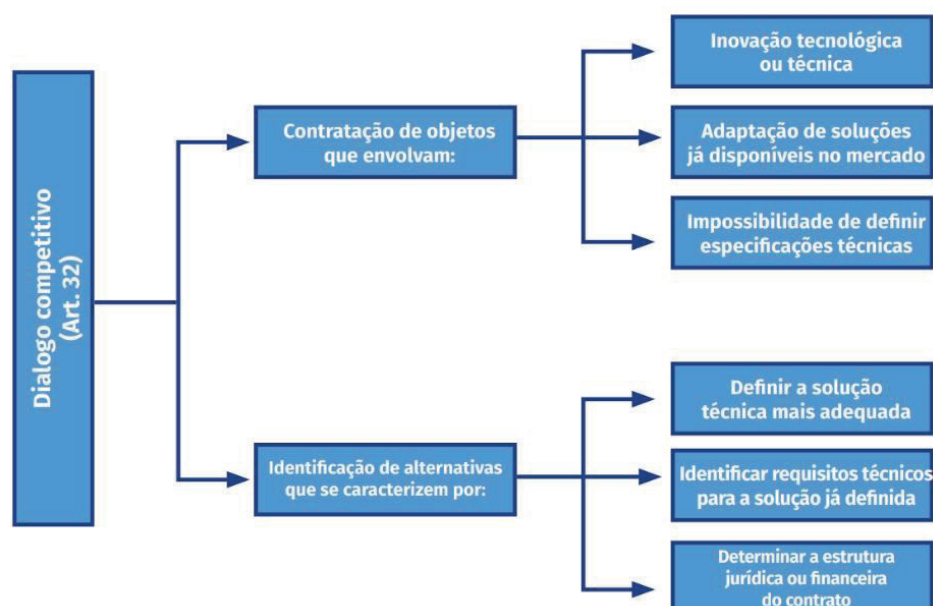 Dialogo competitivo
(Art. 32)
Contratação de objetos
que envolvam:
Inovação tecnológica
ou técnica
Adaptação de soluções
já disponíveis no mercado
Impossibilidade de definir
especificações técnicas
Identificação de alternativas
que se caracterizem por:
Definir a solução
técnica mais adequada
Identificar requisitos técnicos
para a solução já definida
Determinar a estrutura
jurídica ou financeira
do contrato